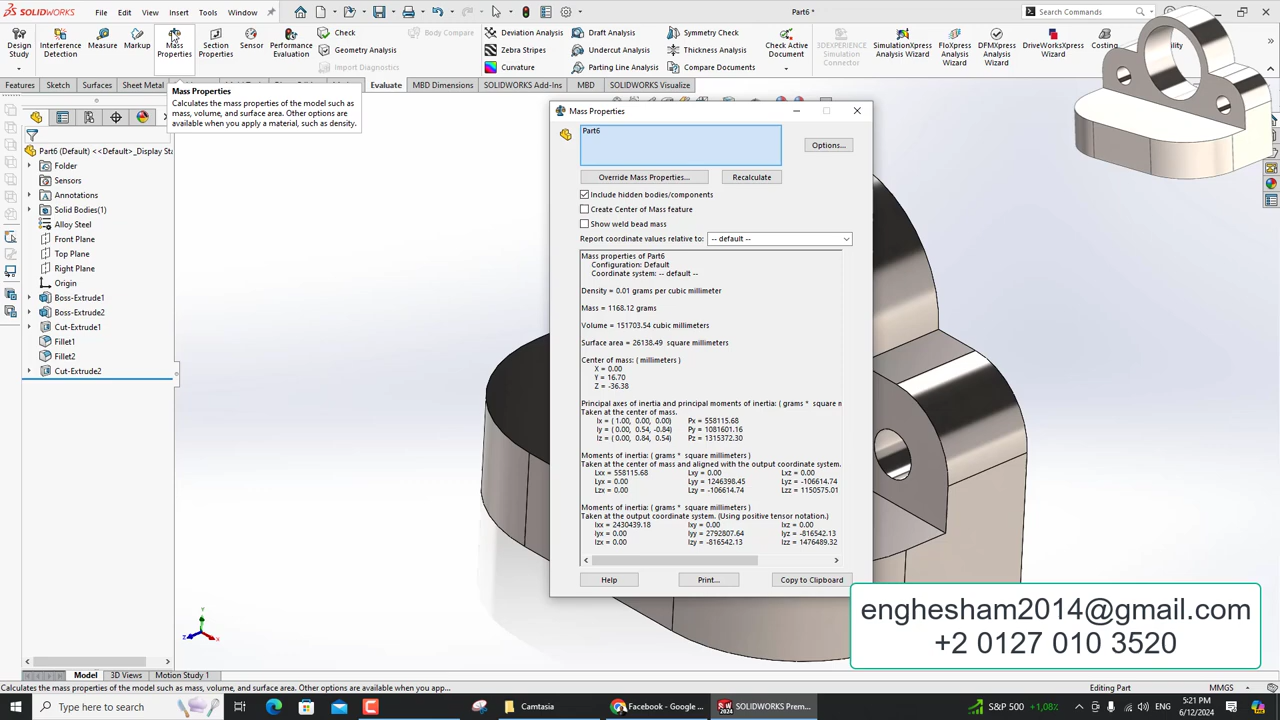 SOLIDWORKS File Edit View Insert Tools Window Part6 * Search Commands
Design Study
Interference Detection
Measure
Markup
Mass Properties
Section Properties
Sensor
Performance Evaluation
Check
Geometry Analysis
Import Diagnostics
Body Compare
Deviation Analysis
Zebra Stripes
Curvature
Draft Analysis
Undercut Analysis
Parting Line Analysis
Symmetry Check
Thickness Analysis
Compare Documents
Check Active Document
3DEXPERIENCE Simulation Connector
SimulationXpress Analysis Wizard
FloXpress Analysis Wizard
DFMXpress Analysis Wizard
DriveWorksXpress Wizard
Costing
Features Sketch Surfaces Sheet Metal Evaluate MBD Dimensions SOLIDWORKS Add-Ins MBD SOLIDWORKS Visualize
Mass Properties
Calculates the mass properties of the model such as
mass, volume, and surface area. Other options are
available when you apply a material, such as density.
Part6 (Default) <<Default>_Display Sta
Folder
Sensors
Annotations
Solid Bodies(1)
Alloy Steel
Front Plane
Top Plane
Right Plane
Origin
Boss-Extrude1
Boss-Extrude2
Cut-Extrude1
Fillet1
Fillet2
Cut-Extrude2
Mass Properties
Part6
Options...
Override Mass Properties... Recalculate
Include hidden bodies/components
Create Center of Mass feature
Show weld bead mass
Report coordinate values relative to: -- default --
Mass properties of Part6
Configuration: Default
Coordinate system: -- default --
Density = 0.01 grams per cubic millimeter
Mass = 1168.12 grams
Volume = 151703.54 cubic millimeters
Surface area = 26138.49 square millimeters
Center of mass: ( millimeters )
X = 0.00
Y = 16.70
Z = -36.38
Principal axes of inertia and principal moments of inertia: ( grams * square m
Taken at the center of mass.
Ix = ( 1.00, 0.00, 0.00) Px = 558115.68
Iy = ( 0.00, 0.54, -0.84) Py = 1081601.16
Iz = ( 0.00, 0.84, 0.54) Pz = 1315372.30
Moments of inertia: ( grams * square millimeters )
Taken at the center of mass and aligned with the output coordinate system.
Lxx = 558115.68 Lxy = 0.00 Lxz = 0.00
Lyx = 0.00 Lyy = 1246398.45 Lyz = -106614.74
Lzx = 0.00 Lzy = -106614.74 Lzz = 1150575.01
Moments of inertia: ( grams * square millimeters )
Taken at the output coordinate system. (Using positive tensor notation.)
Ixx = 2430439.18 Ixy = 0.00 Ixz = 0.00
Iyx = 0.00 Iyy = 2792807.64 Iyz = -816542.13
Izx = 0.00 Izy = -816542.13 Izz = 1476489.32
Help Print... Copy to Clipboard
enghesham2014@gmail.com
+2 0127 010 3520
Y
Z X
Model 3D Views Motion Study 1
Calculates the mass properties of the model such as mass, volume, and surface area. Other options are available when you app... Editing Part MMGS
Type here to search Camtasia Facebook - Google ... SOLIDWORKS Prem... S&P 500 +1,08% ENG 5:21 PM
6/12/2024